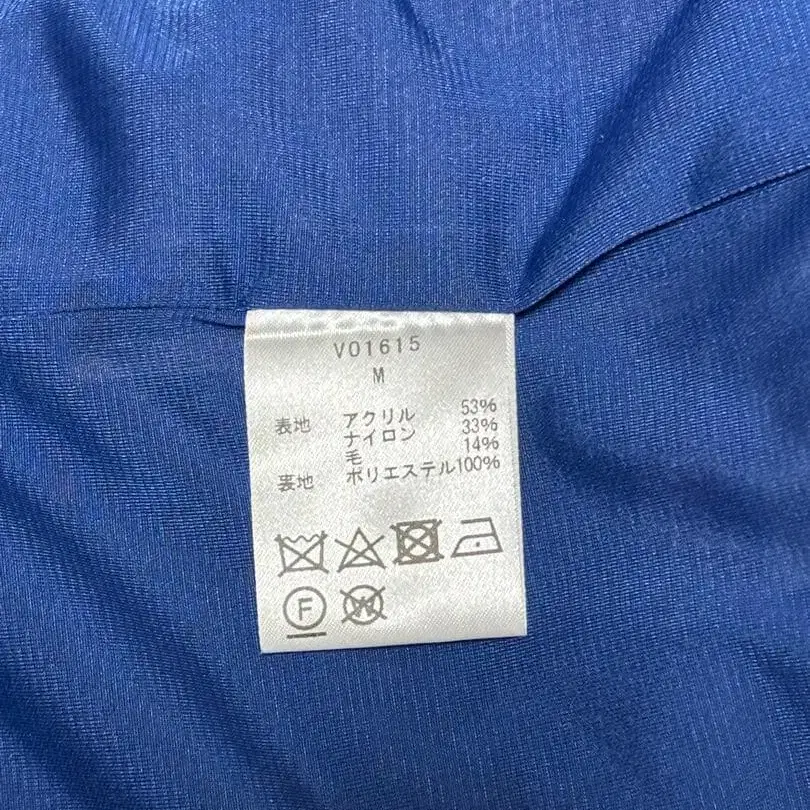 V01615
M
表地 アクリル 53%
ナイロン 33%
毛 14%
裏地 ポリエステル100%
F W